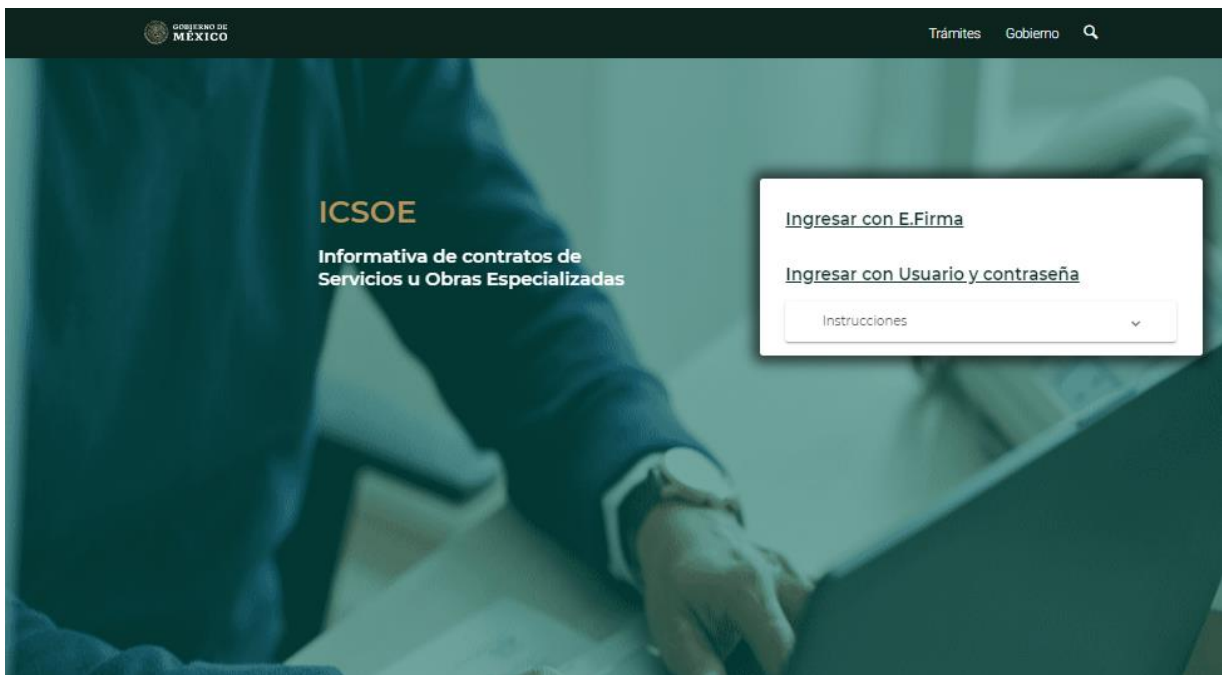 GOBIERNO DE
MÉXICO
Trámites Gobierno
ICSOE
Informativa de contratos de
Servicios u Obras Especializadas
Ingresar con E.Firma
Ingresar con Usuario y contraseña
Instrucciones